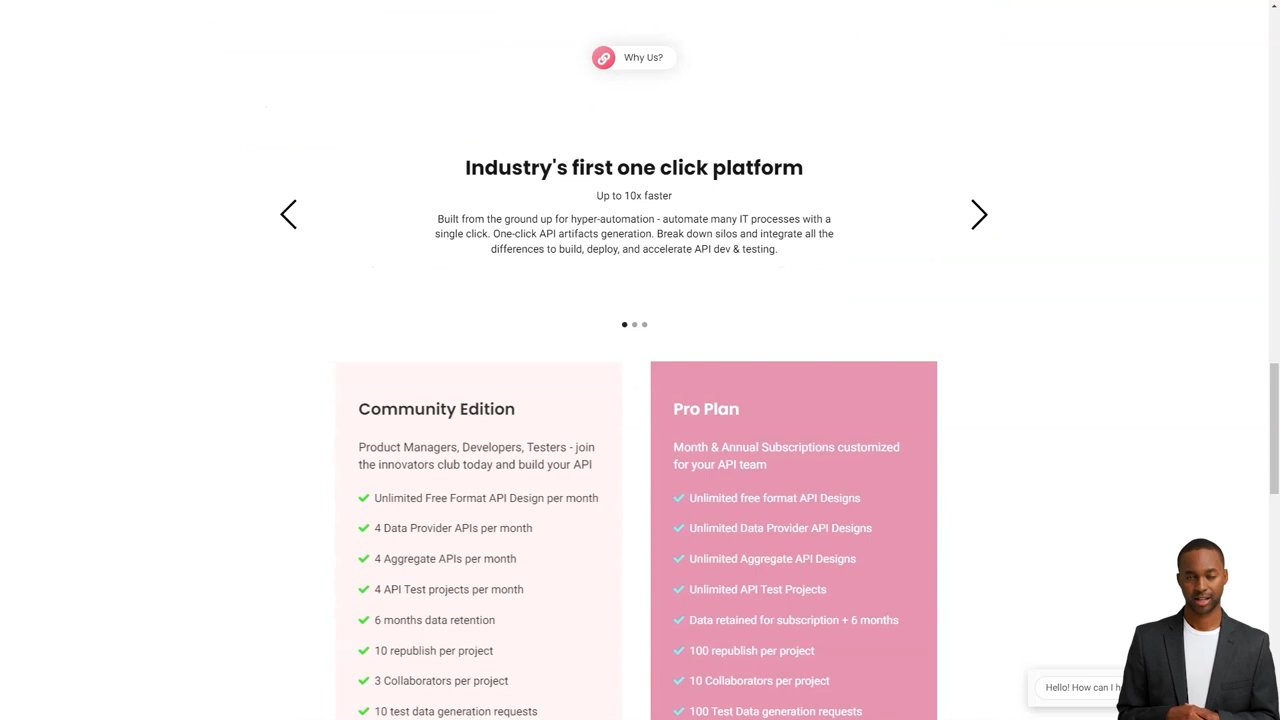 Why Us?
Industry's first one click platform
Up to 10x faster
Built from the ground up for hyper-automation - automate many IT processes with a
single click. One-click API artifacts generation. Break down silos and integrate all the
differences to build, deploy, and accelerate API dev & testing.
Community Edition
Product Managers, Developers, Testers - join
the innovators club today and build your API
Unlimited Free Format API Design per month
4 Data Provider APIs per month
4 Aggregate APIs per month
4 API Test projects per month
6 months data retention
10 republish per project
3 Collaborators per project
10 test data generation requests
Pro Plan
Month & Annual Subscriptions customized
for your API team
Unlimited free format API Designs
Unlimited Data Provider API Designs
Unlimited Aggregate API Designs
Unlimited API Test Projects
Data retained for subscription + 6 months
100 republish per project
10 Collaborators per project
100 Test Data generation requests
Hello! How can I h